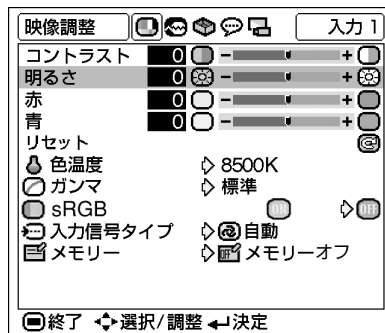 映像調整 入力 1
コントラスト 0 - +
明るさ 0 - +
赤 0 - +
青 0 - +
リセット
色温度 8500K
ガンマ 標準
sRGB ON OFF
入力信号タイプ 自動
メモリー OFF メモリーオフ
終了 選択/調整 決定